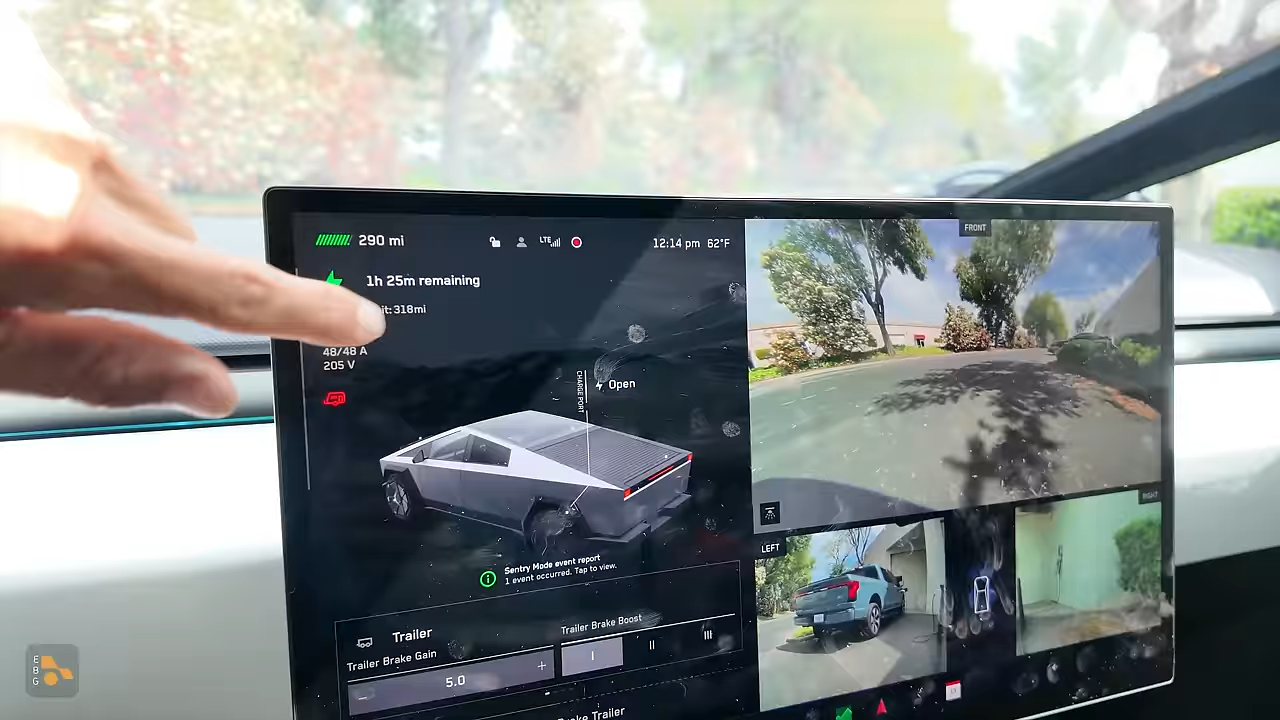 290 mi
LTE
12:14 pm 62°F
1h 25m remaining
it: 318mi
48/48 A
205 V
CHARGE PORT
Open
Sentry Mode event report
1 event occurred. Tap to view.
Trailer
Trailer Brake Gain
5.0
+
Trailer Brake Boost
I
II
III
Trailer
FRONT
LEFT
RIGHT
E
B
G